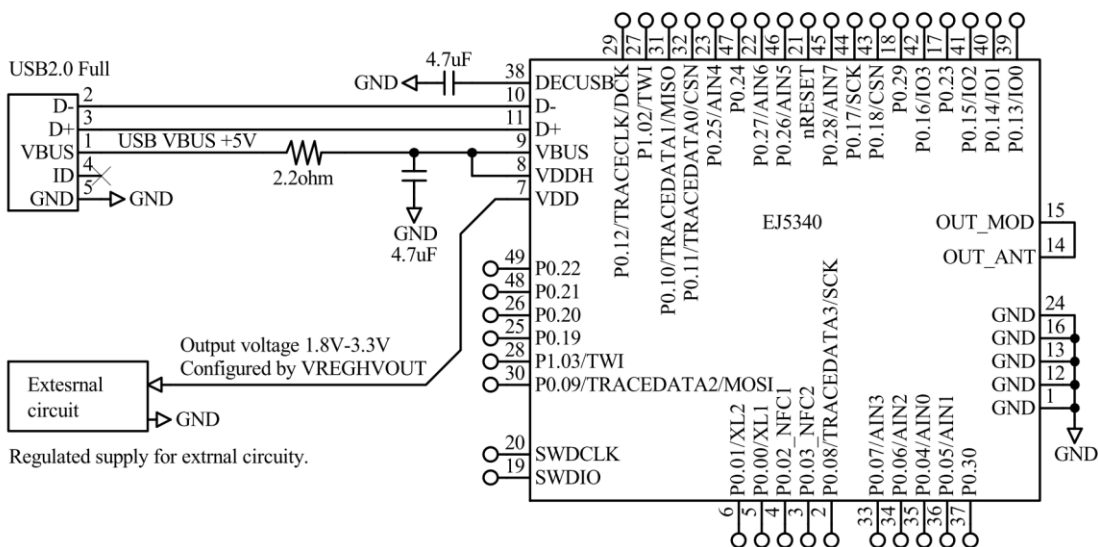 29
27
31
32
23
47
22
46
21
45
44
43
18
42
17
41
40
39
P0.12/TRACECLK/DCK
P1.02/TWI
P0.10/TRACEDATA1/MISO
P0.11/TRACEDATA0/CSN
P0.25/AIN4
P0.24
P0.27/AIN6
P0.26/AIN5
nRESET
P0.28/AIN7
P0.17/SCK
P0.18/CSN
P0.29
P0.16/IO3
P0.23
P0.15/IO2
P0.14/IO1
P0.13/IO0
USB2.0 Full
4.7uF
GND
38 DECUSB
D- 2
10 D-
D+ 3
11 D+
VBUS 1
USB VBUS +5V
9 VBUS
ID 4
2.2ohm
8 VDDH
GND 5
GND
7 VDD
GND
4.7uF
EJ5340
OUT_MOD 15
OUT_ANT 14
49 P0.22
48 P0.21
26 P0.20
25 P0.19
28 P1.03/TWI
30 P0.09/TRACEDATA2/MOSI
GND 24
GND 16
GND 13
GND 12
GND 1
GND
Output voltage 1.8V-3.3V
Configured by VREGHVOUT
Extesrnal
circuit
GND
Regulated supply for extrnal circuity.
20 SWDCLK
19 SWDIO
P0.01/XL2
P0.00/XL1
P0.02_NFC1
P0.03_NFC2
P0.08/TRACEDATA3/SCK
P0.07/AIN3
P0.06/AIN2
P0.04/AIN0
P0.05/AIN1
P0.30
6
5
4
3
2
33
34
35
36
37